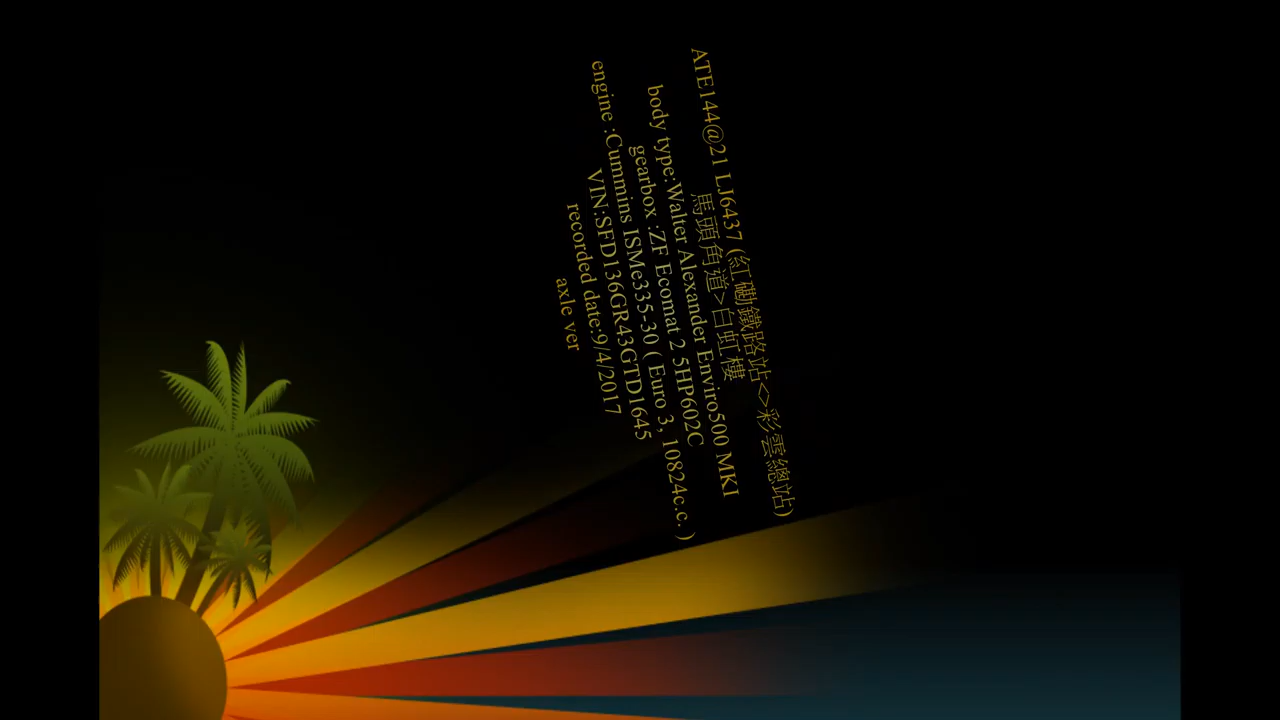 ATE144@21 LJ6437 (紅磡鐵路站<>彩雲總站)
馬頭角道>白虹樓
body type:Walter Alexander Enviro500 MKI
gearbox :ZF Ecomat 2 5HP602C
engine :Cummins ISMe335-30 ( Euro 3, 10824c.c. )
VIN:SFD136GR43GTD1645
recorded date:9/4/2017
axle ver